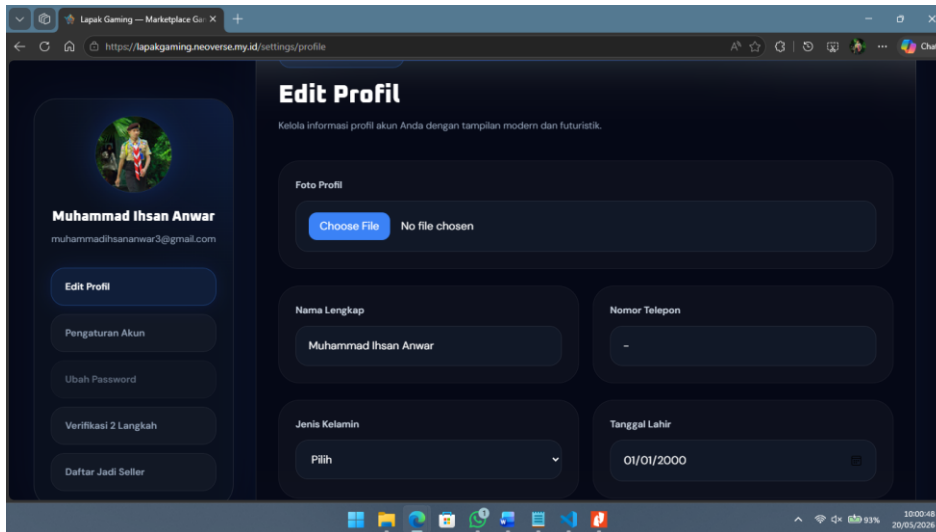 Lapak Gaming — Marketplace Gar
https://lapakgaming.neoverse.my.id/settings/profile
Chat
Muhammad Ihsan Anwar
muhammadihsananwar3@gmail.com
Edit Profil
Pengaturan Akun
Ubah Password
Verifikasi 2 Langkah
Daftar Jadi Seller
Edit Profil
Kelola informasi profil akun Anda dengan tampilan modern dan futuristik.
Foto Profil
Choose File No file chosen
Nama Lengkap
Muhammad Ihsan Anwar
Nomor Telepon
-
Jenis Kelamin
Pilih
Tanggal Lahir
01/01/2000
1
93%
10:00:48
20/05/2026